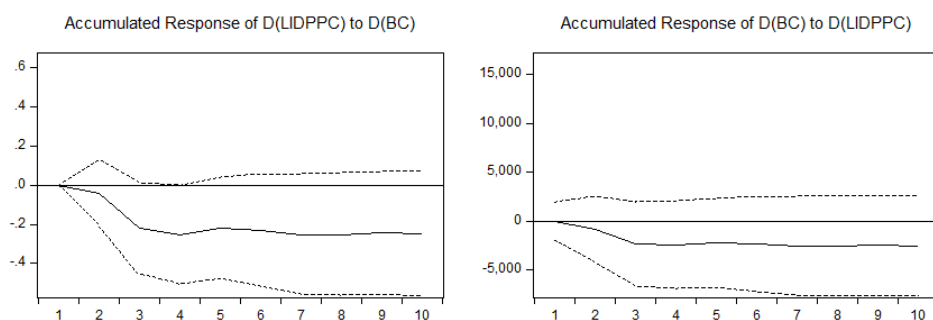 Accumulated Response of D(LIDPPC) to D(BC)
.6
.4
.2
.0
-.2
-.4
1 2 3 4 5 6 7 8 9 10
Accumulated Response of D(BC) to D(LIDPPC)
15,000
10,000
5,000
0
-5,000
1 2 3 4 5 6 7 8 9 10